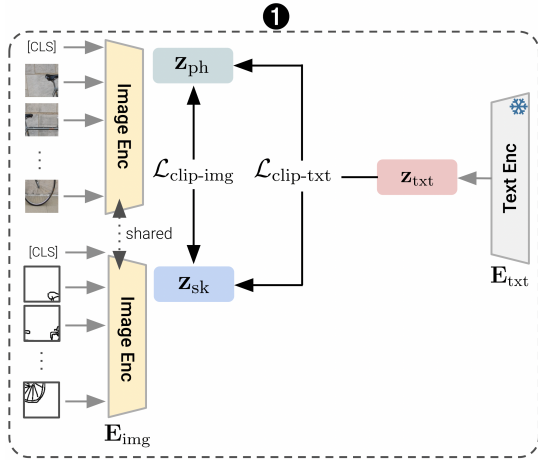 1
[CLS]
Image Enc
z_ph
L_clip-img
L_clip-txt
z_txt
Text Enc
E_txt
shared
[CLS]
Image Enc
z_sk
E_img